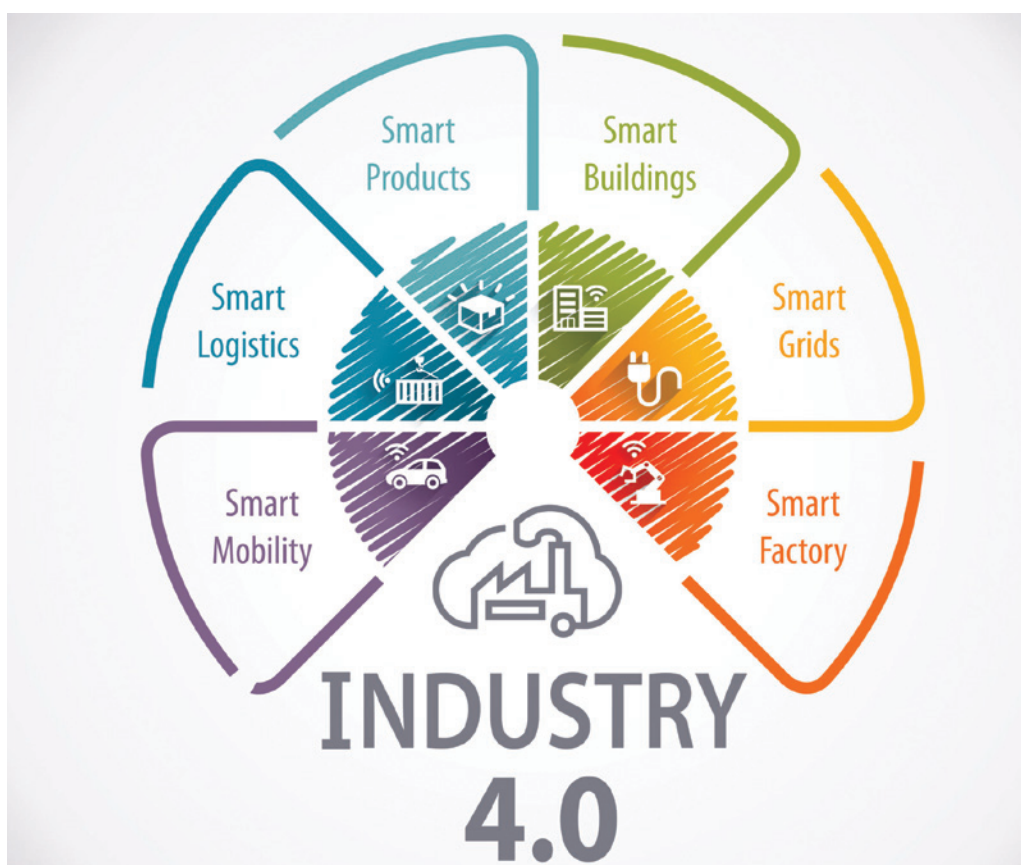 Smart
Products
Smart
Buildings
Smart
Logistics
Smart
Grids
Smart
Mobility
Smart
Factory
INDUSTRY
4.0